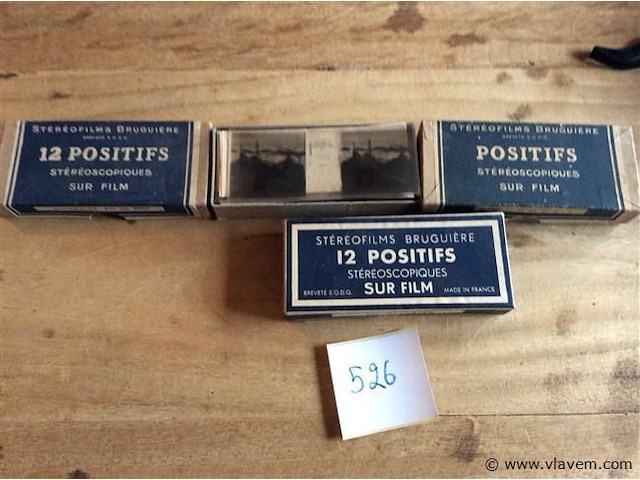 STÉRÉOFILMS BRUGUIÈRE
BREVETÉ S.G.D.G.
12 POSITIFS
STÉRÉOSCOPIQUES
SUR FILM
STÉRÉOFILMS BRUGUIÈRE
POSITIFS
STÉRÉOSCOPIQUES
SUR FILM
STÉRÉOFILMS BRUGUIÈRE
12 POSITIFS
STÉRÉOSCOPIQUES
BREVETÉ S.G.D.G. SUR FILM MADE IN FRANCE
526
© www.vlavem.com